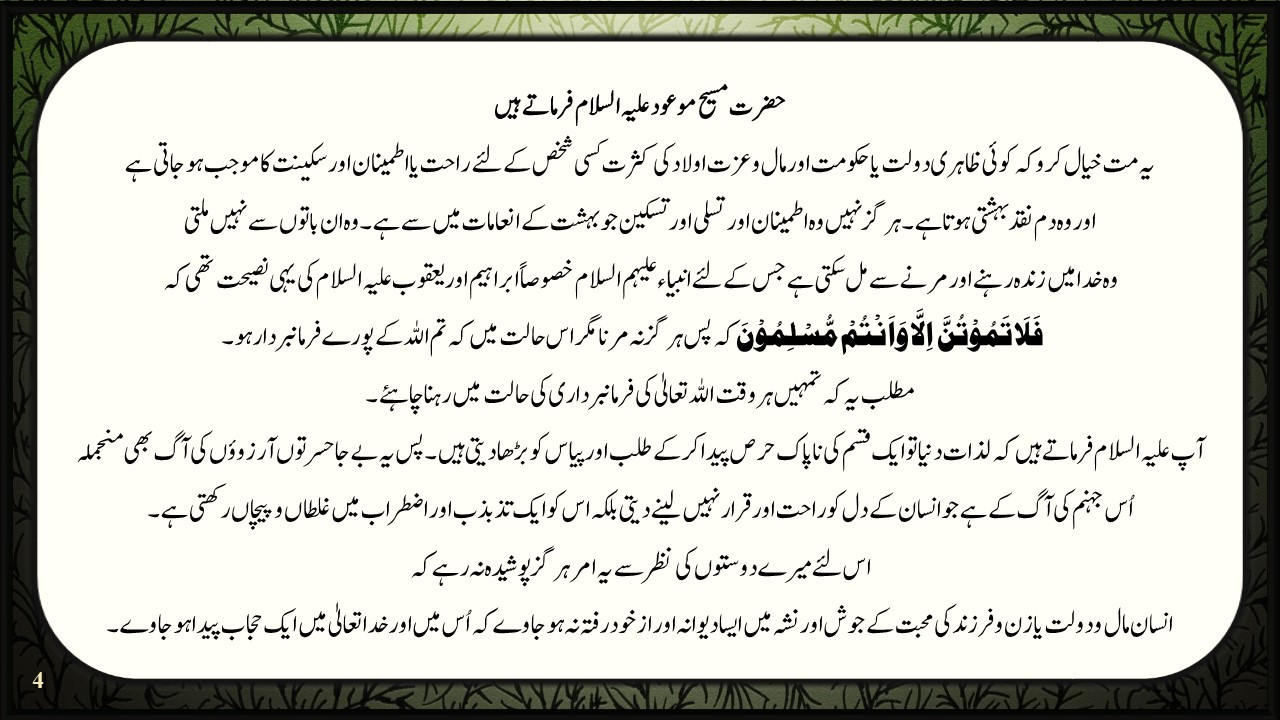 حضرت مسیح موعود علیہ السلام فرماتے ہیں
یہ مت خیال کرو کہ کوئی ظاہری دولت یا حکومت اور مال و عزت اولاد کی کثرت کسی شخص کے لئے راحت یا اطمینان اور سکینت کا موجب ہو جاتی ہے
اور وہ دم نقد بہشتی ہوتا ہے۔ ہر گز نہیں وہ اطمینان اور تسلی اور تسکین جو بہشت کے انعامات میں سے ہے۔ وہ ان باتوں سے نہیں ملتی
وہ خدا میں زندہ رہنے اور مرنے سے مل سکتی ہے جس کے لئے انبیاء علیہم السلام خصوصاً ابراہیم اور یعقوب علیہ السلام کی یہی نصیحت تھی کہ
فَلَا تَمُوْتُنَّ اِلَّا وَاَنْتُمْ مُّسْلِمُوْنَ کہ پس ہر گز نہ مرنا مگر اس حالت میں کہ تم اللہ کے پورے فرمانبردار ہو۔
مطلب یہ کہ تمہیں ہر وقت اللہ تعالیٰ کی فرمانبرداری کی حالت میں رہنا چاہئے۔
آپ علیہ السلام فرماتے ہیں کہ لذات دنیا تو ایک قسم کی ناپاک حرص پیدا کر کے طلب اور پیاس کو بڑھا دیتی ہیں۔ پس یہ بے جا حسرتوں آرزوؤں کی آگ بھی منجملہ
اُس جہنم کی آگ کے ہے جو انسان کے دل کو راحت اور قرار نہیں لینے دیتی بلکہ اس کو ایک تذبذب اور اضطراب میں غلطاں و پیچاں رکھتی ہے۔
اس لئے میرے دوستوں کی نظر سے یہ امر ہر گز پوشیدہ نہ رہے کہ
انسان مال و دولت یا زن و فرزند کی محبت کے جوش اور نشہ میں ایسا دیوانہ اور از خود رفتہ نہ ہو جاوے کہ اُس میں اور خدا تعالیٰ میں ایک حجاب پیدا ہو جاوے۔
4